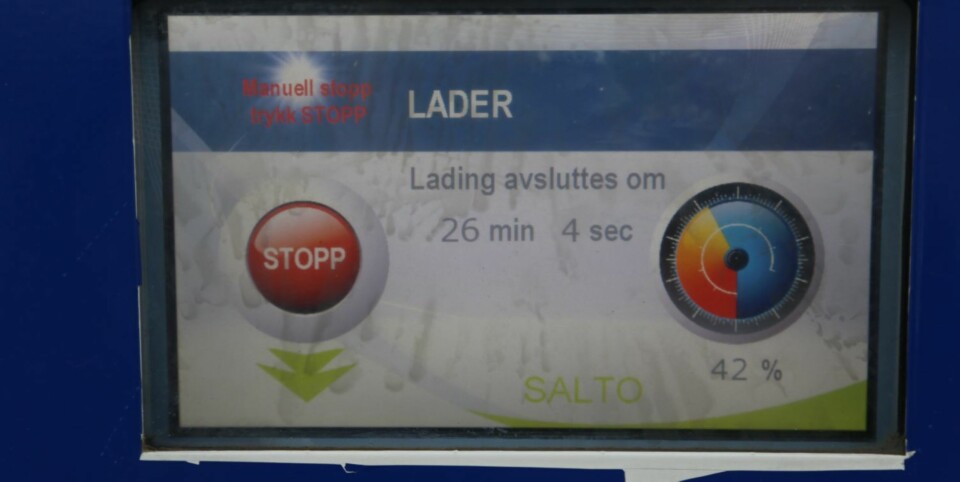 Manuell stopp
trykk STOPP
LADER
Lading avsluttes om
26 min 4 sec
STOPP
42 %
SALTO